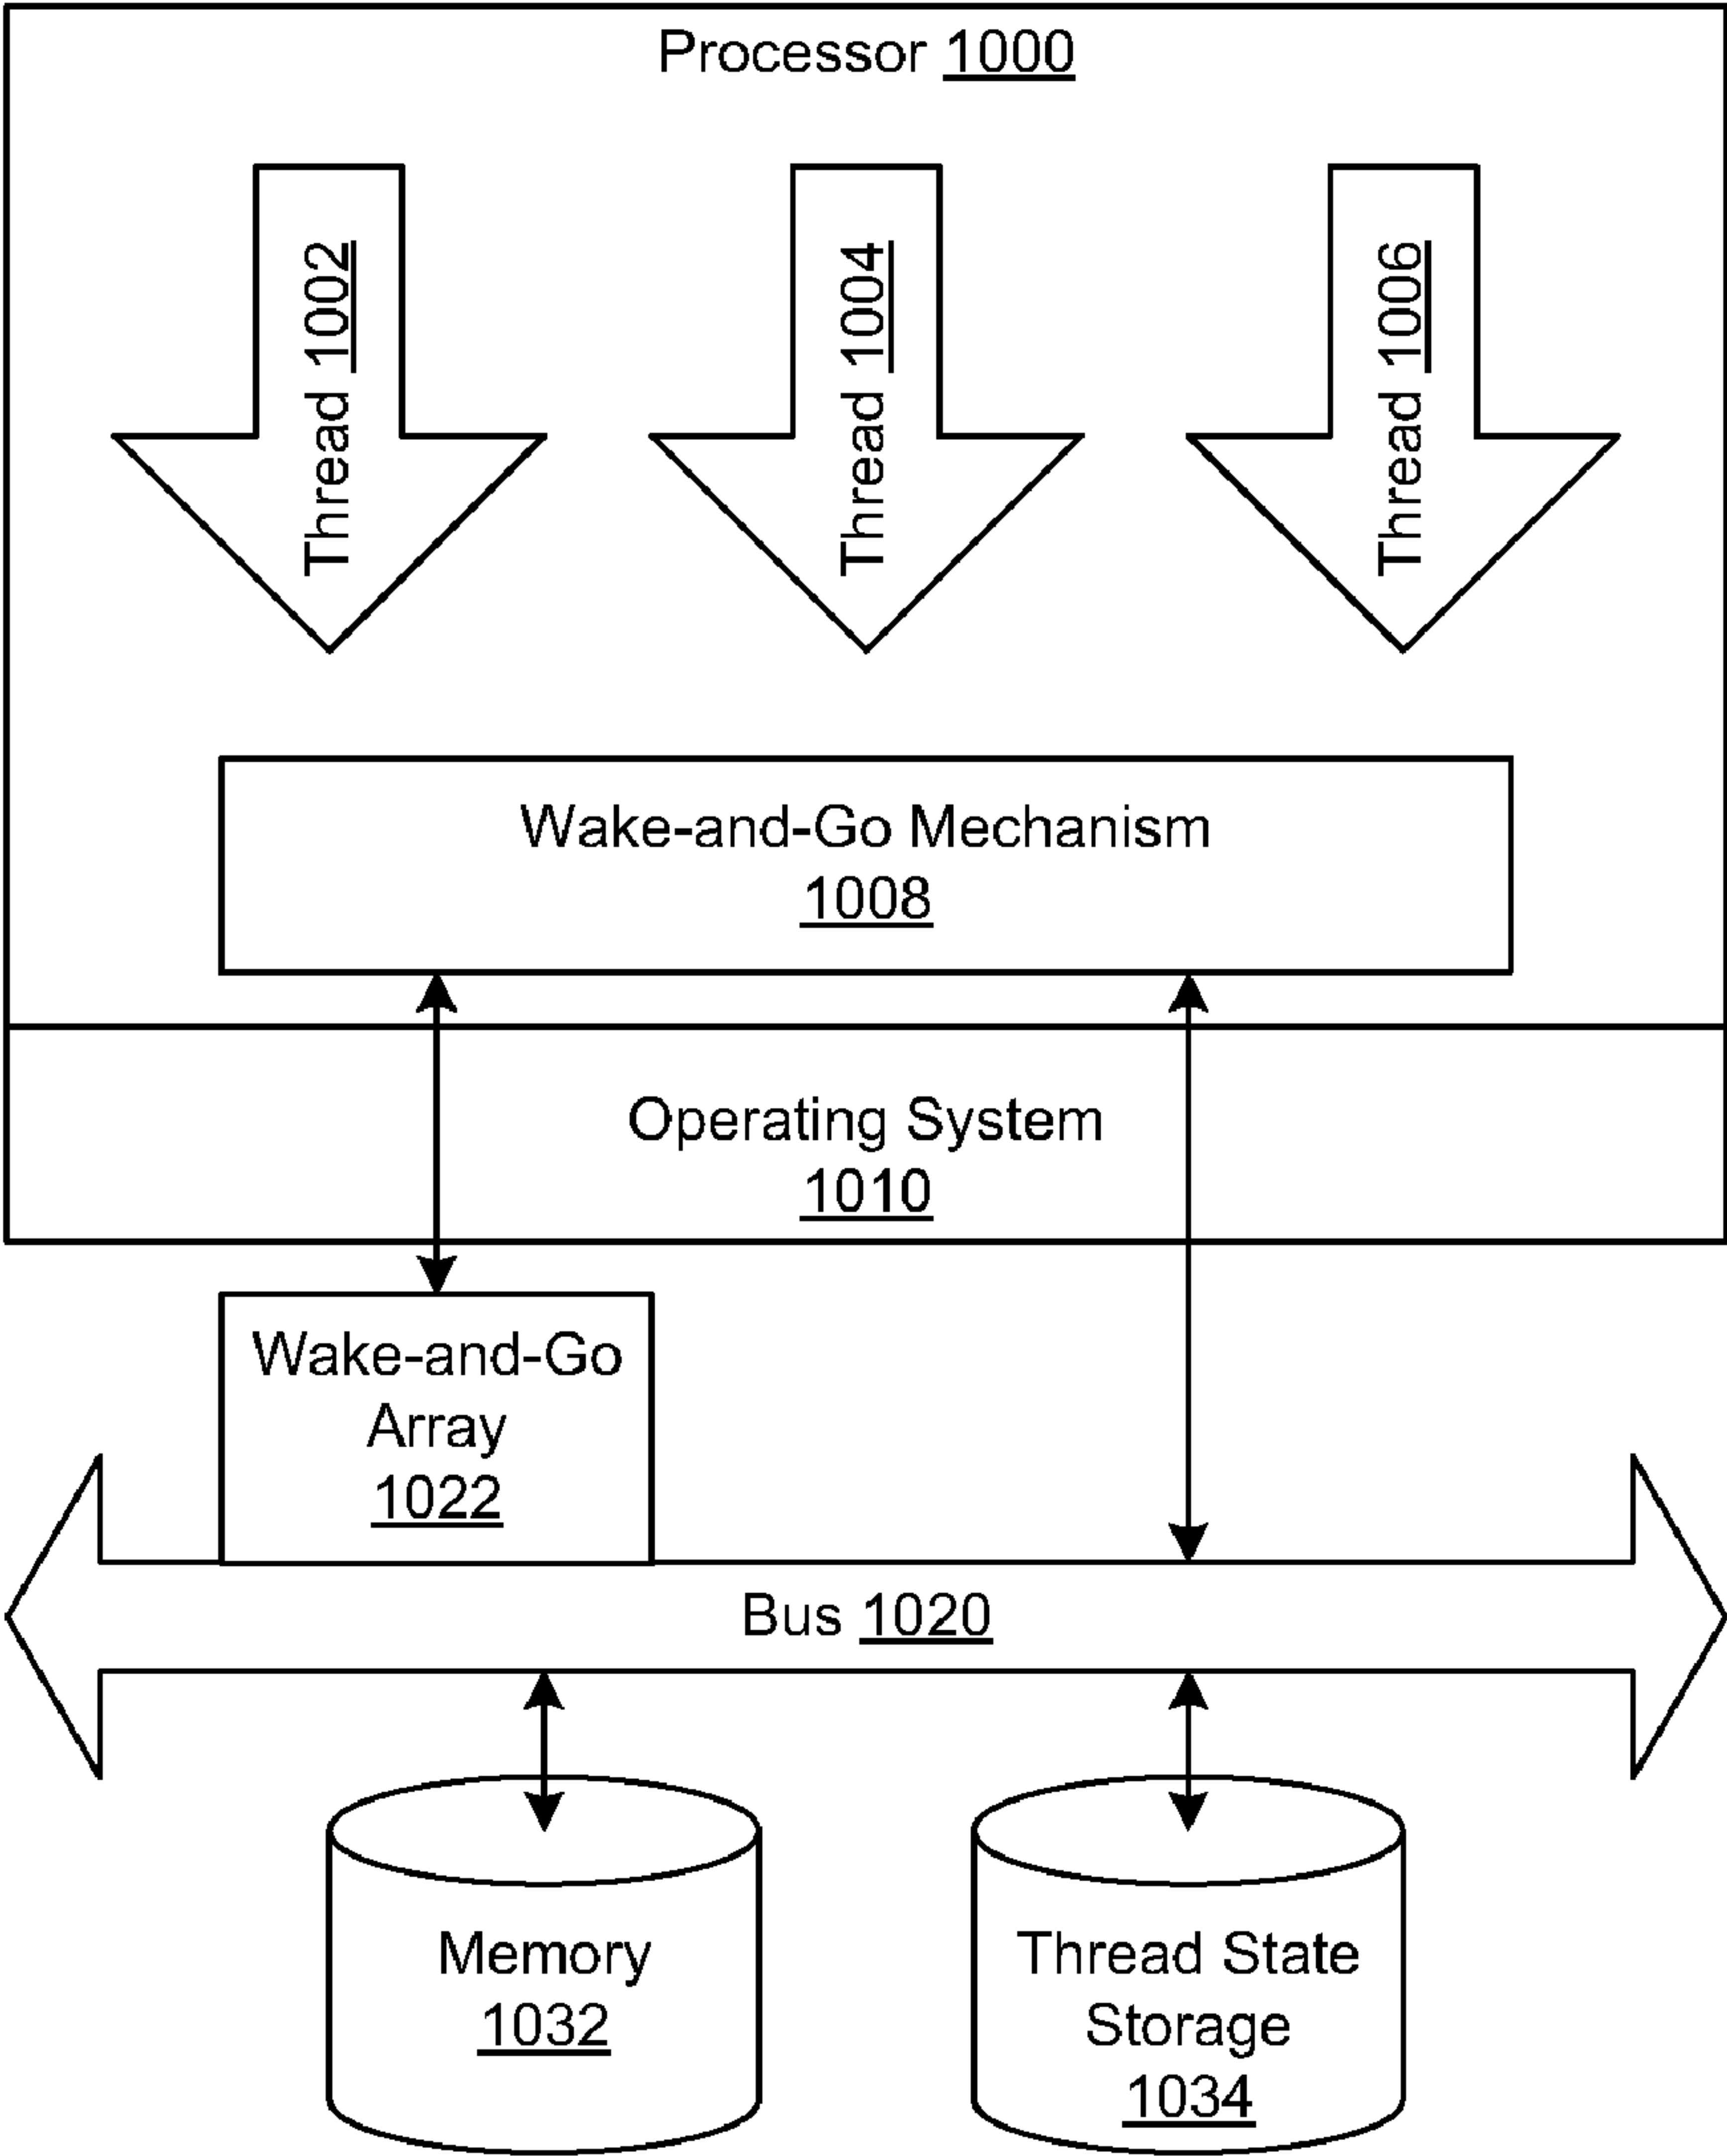 Processor 1000
Thread 1002
Thread 1004
Thread 1006
Wake-and-Go Mechanism
1008
Operating System
1010
Wake-and-Go
Array
1022
Bus 1020
Memory
1032
Thread State
Storage
1034